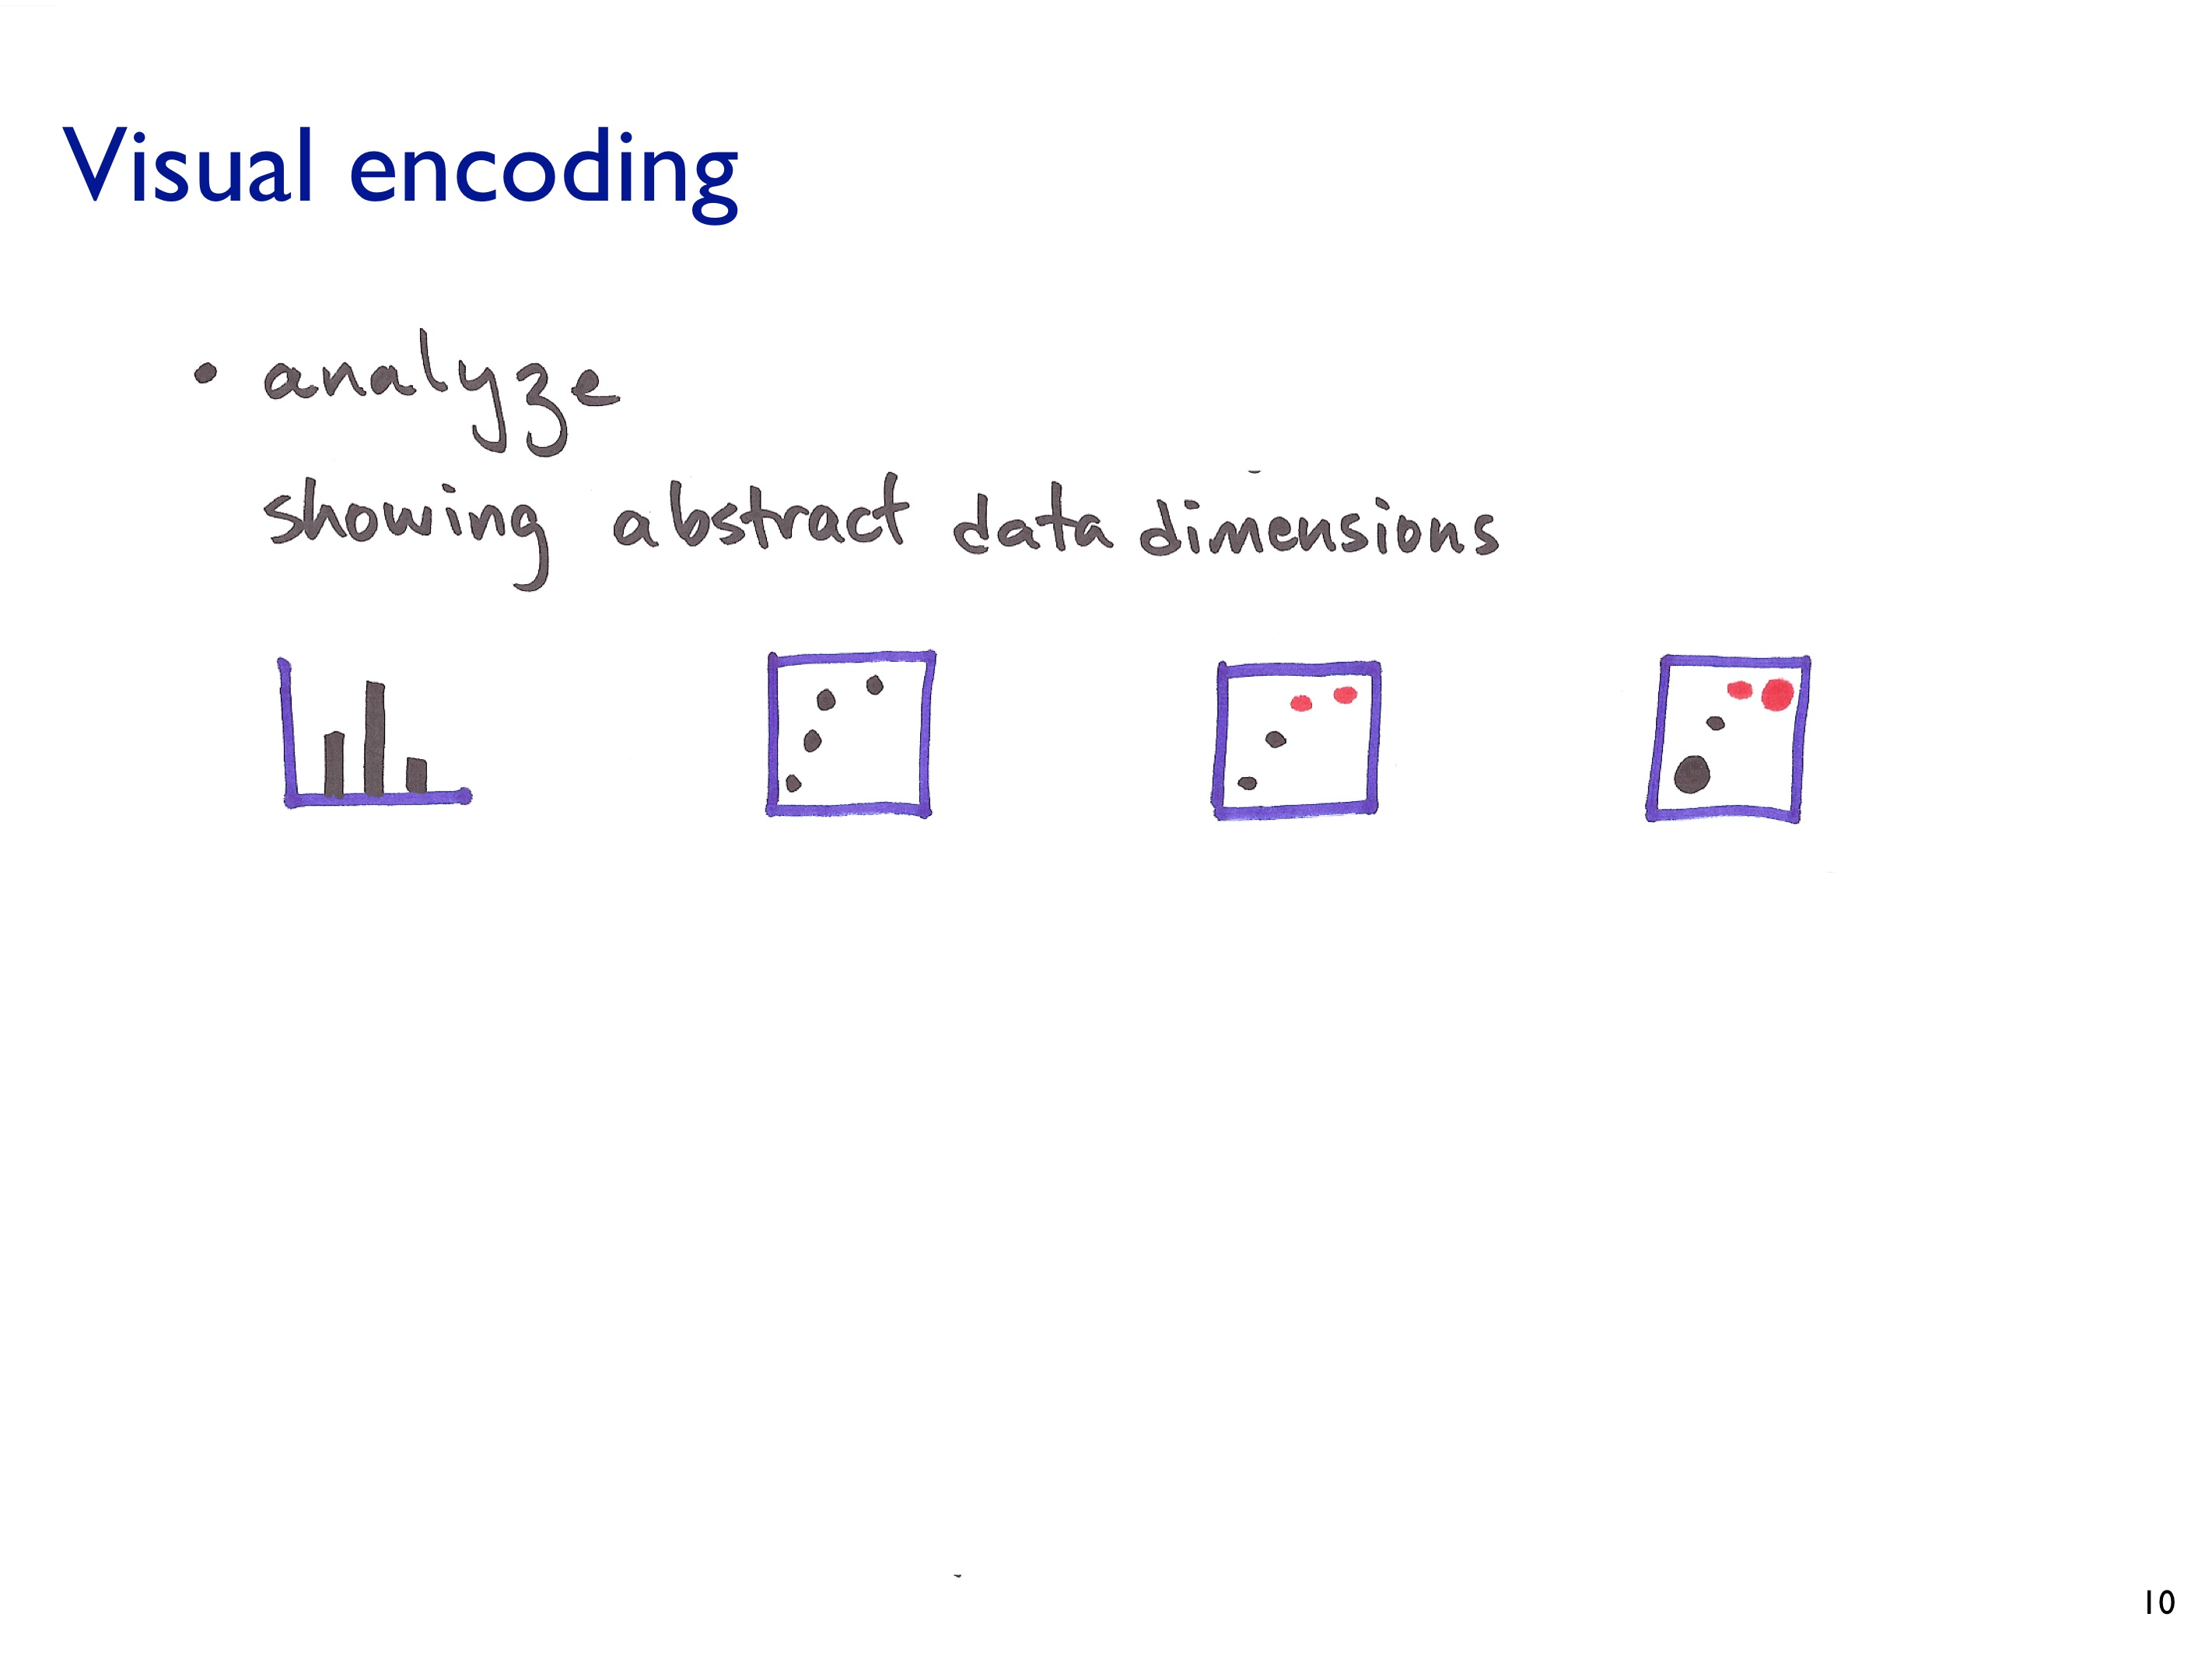 Visual encoding
• analyze
showing abstract data dimensions
10